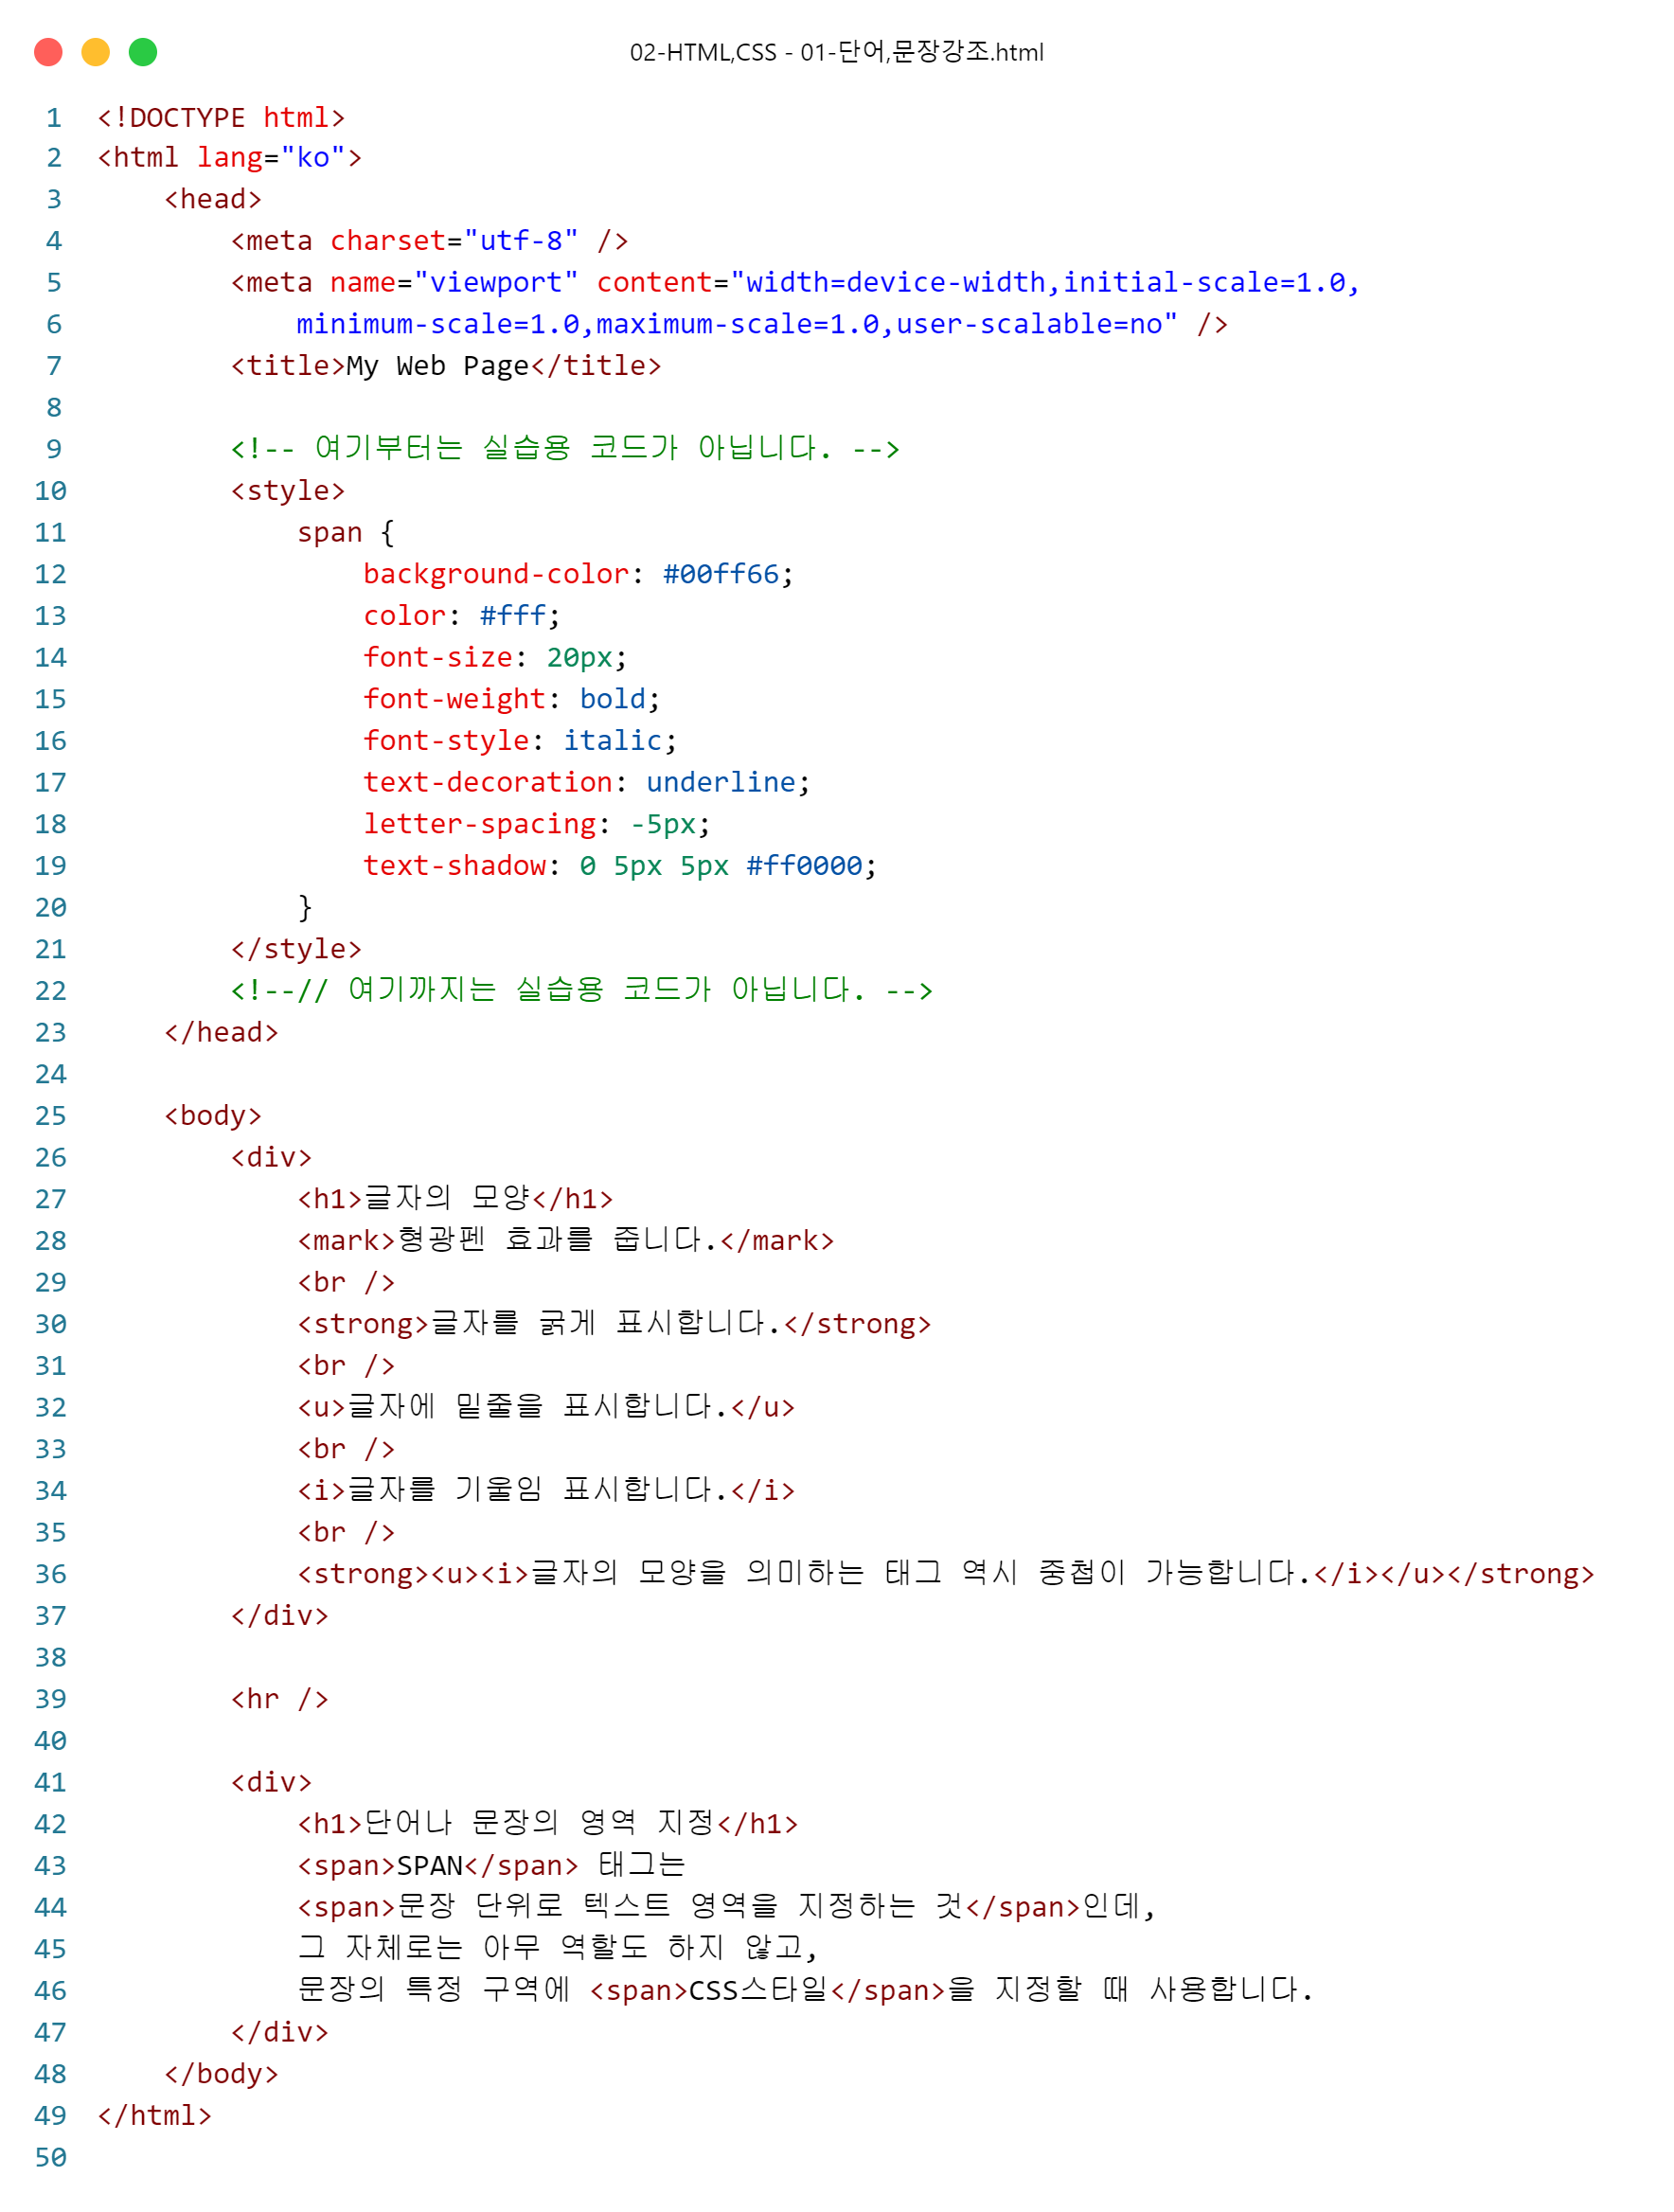 02-HTML,CSS - 01-단어,문장강조.html
1 <!DOCTYPE html>
2 <html lang="ko">
3     <head>
4         <meta charset="utf-8" />
5         <meta name="viewport" content="width=device-width,initial-scale=1.0,
6             minimum-scale=1.0,maximum-scale=1.0,user-scalable=no" />
7         <title>My Web Page</title>
8
9         <!-- 여기부터는 실습용 코드가 아닙니다. -->
10         <style>
11             span {
12                 background-color: #00ff66;
13                 color: #fff;
14                 font-size: 20px;
15                 font-weight: bold;
16                 font-style: italic;
17                 text-decoration: underline;
18                 letter-spacing: -5px;
19                 text-shadow: 0 5px 5px #ff0000;
20             }
21         </style>
22         <!--// 여기까지는 실습용 코드가 아닙니다. -->
23     </head>
24
25     <body>
26         <div>
27             <h1>글자의 모양</h1>
28             <mark>형광펜 효과를 줍니다.</mark>
29             <br />
30             <strong>글자를 굵게 표시합니다.</strong>
31             <br />
32             <u>글자에 밑줄을 표시합니다.</u>
33             <br />
34             <i>글자를 기울임 표시합니다.</i>
35             <br />
36             <strong><u><i>글자의 모양을 의미하는 태그 역시 중첩이 가능합니다.</i></u></strong>
37         </div>
38
39         <hr />
40
41         <div>
42             <h1>단어나 문장의 영역 지정</h1>
43             <span>SPAN</span> 태그는
44             <span>문장 단위로 텍스트 영역을 지정하는 것</span>인데,
45             그 자체로는 아무 역할도 하지 않고,
46             문장의 특정 구역에 <span>CSS스타일</span>을 지정할 때 사용합니다.
47         </div>
48     </body>
49 </html>
50